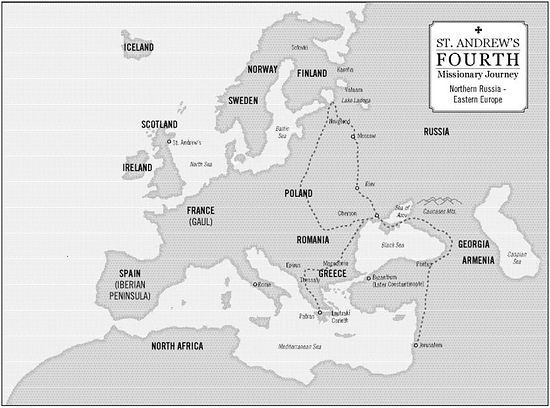 ST. ANDREW'S
FOURTH
Missionary Journey
Northern Russia -
Eastern Europe
ICELAND
NORWAY
FINLAND
SWEDEN
Lake Ladoga
SCOTLAND
St. Andrew's
North Sea
Baltic
Sea
Novgorod
Moscow
RUSSIA
IRELAND
POLAND
Kiev
FRANCE
(GAUL)
Cherson
Sea of
Azov
Caucases Mts.
ROMANIA
Black Sea
GEORGIA
ARMENIA
Caspian
Sea
SPAIN
(IBERIAN
PENINSULA)
Rome
Epirus
Macedonia
GREECE
Thessaly
Byzantium
(Later Constantinople)
Patras
Corinth
NORTH AFRICA
Mediterranean Sea
Jerusalem